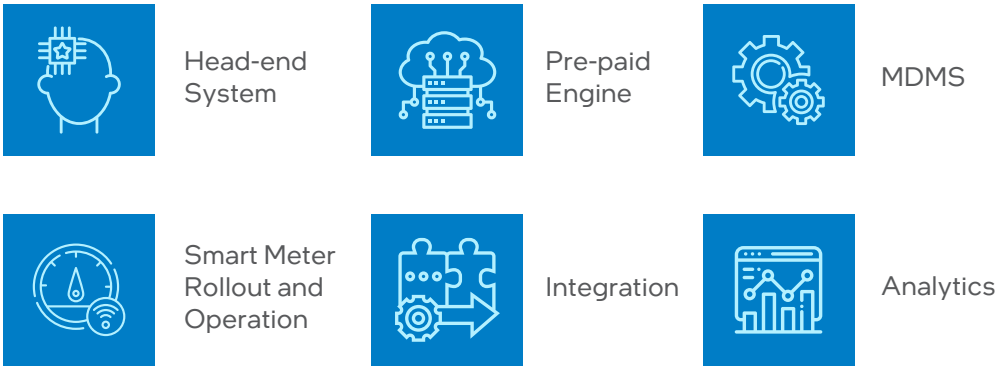 Head-end
System
Pre-paid
Engine
MDMS
Smart Meter
Rollout and
Operation
Integration
Analytics